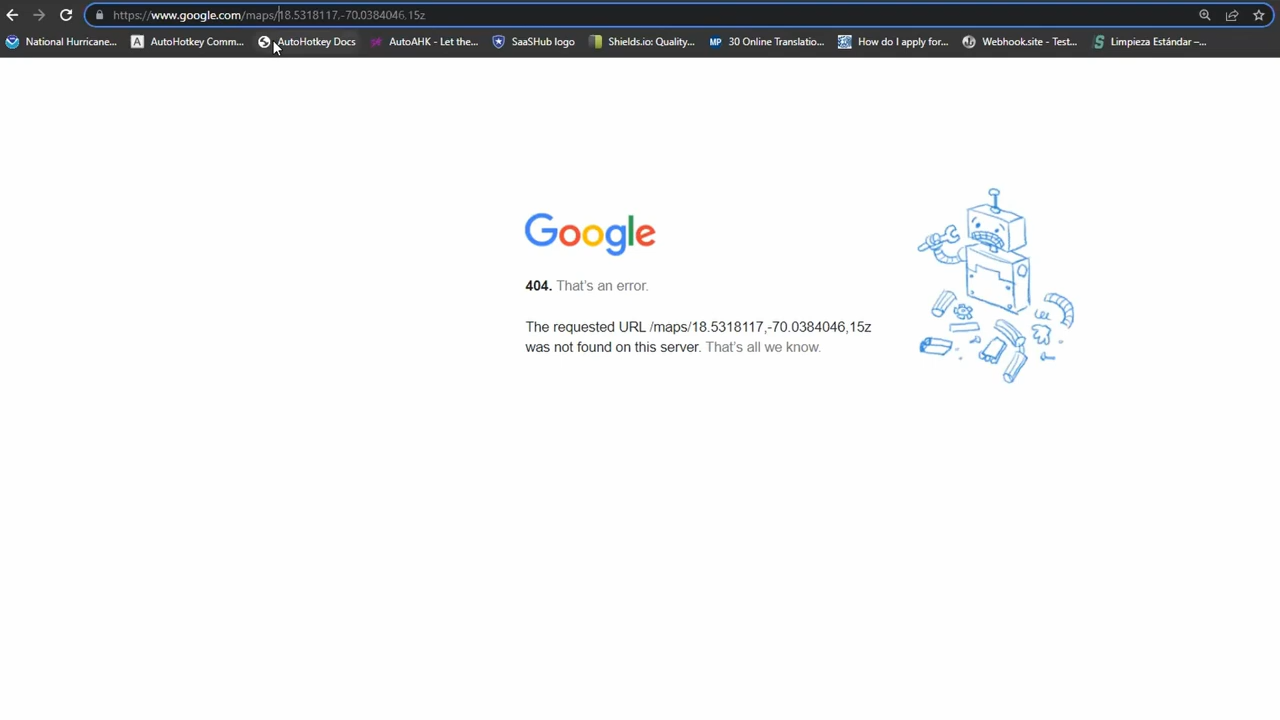 https://www.google.com/maps/18.5318117,-70.0384046,15z
National Hurricane... AutoHotkey Comm... AutoHotkey Docs AutoAHK - Let the... SaaSHub logo Shields.io: Quality... 30 Online Translatio... How do I apply for... Webhook.site - Test... Limpieza Estándar –...
Google
404. That's an error.
The requested URL /maps/18.5318117,-70.0384046,15z
was not found on this server. That's all we know.